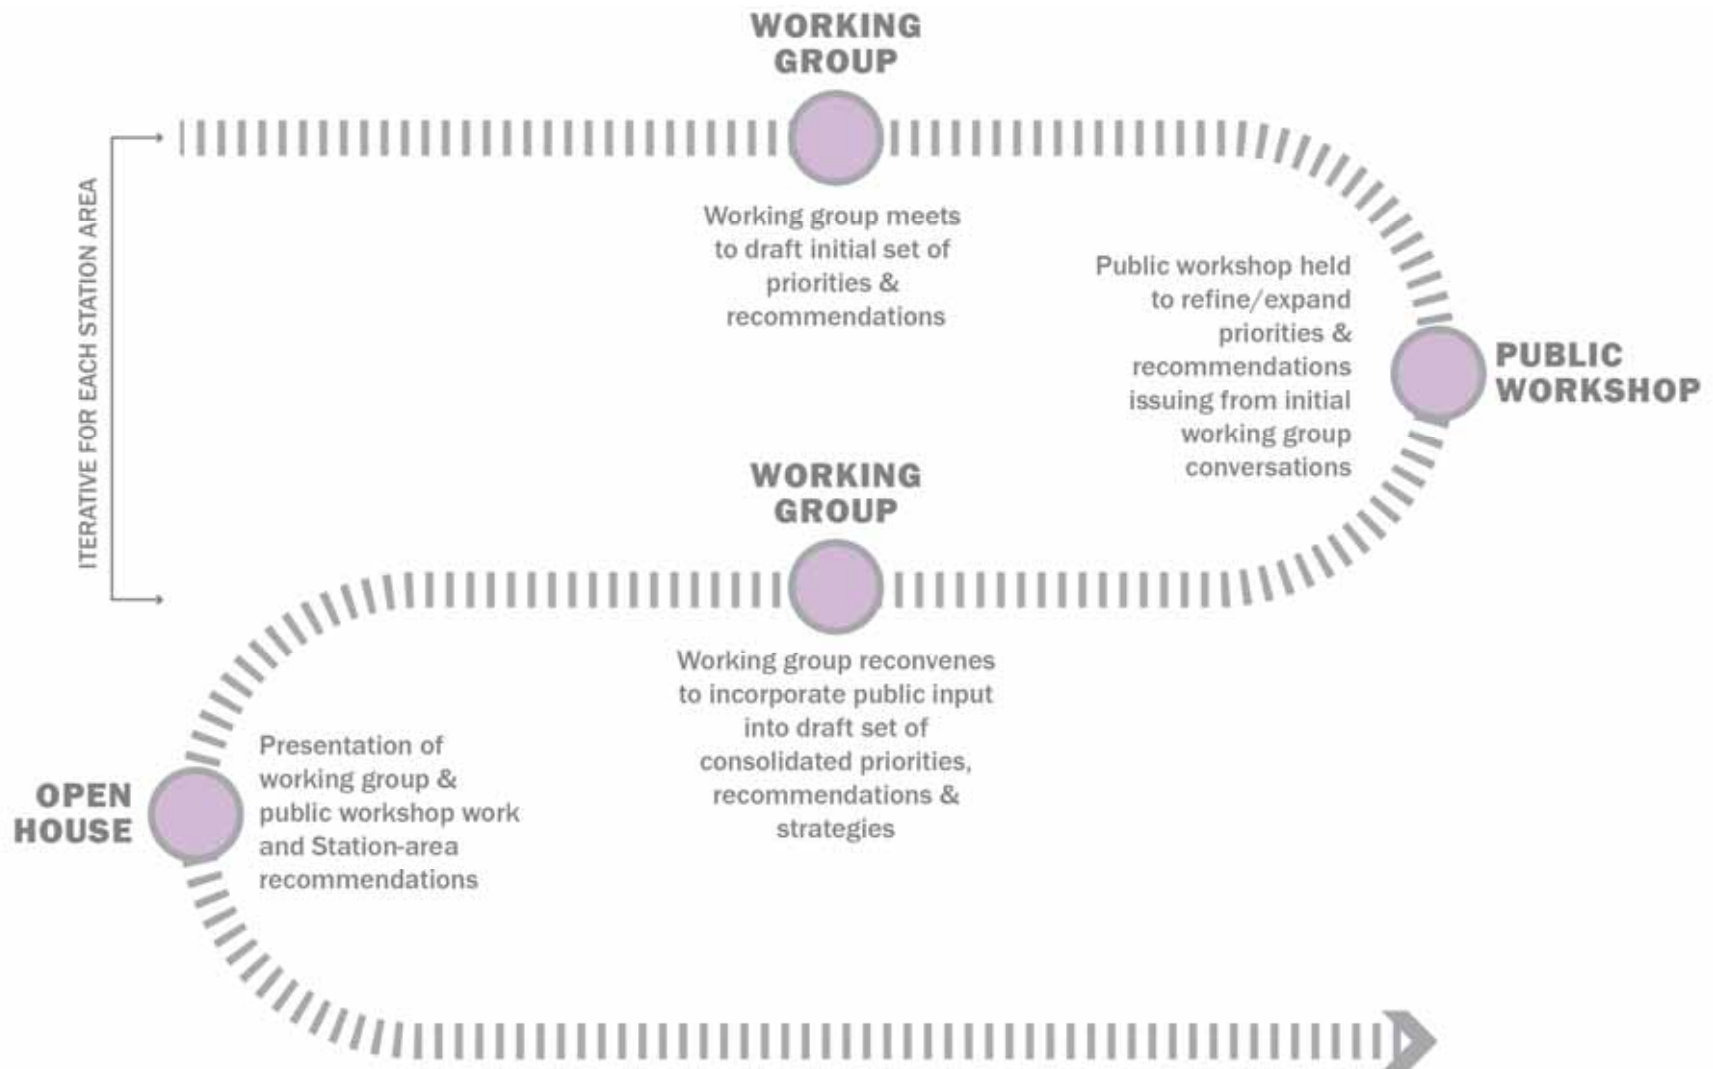 WORKING
GROUP
Working group meets
to draft initial set of
priorities &
recommendations
ITERATIVE FOR EACH STATION AREA
Public workshop held
to refine/expand
priorities &
recommendations
issuing from initial
working group
conversations
PUBLIC
WORKSHOP
WORKING
GROUP
Working group reconvenes
to incorporate public input
into draft set of
consolidated priorities,
recommendations &
strategies
OPEN
HOUSE
Presentation of
working group &
public workshop work
and Station-area
recommendations